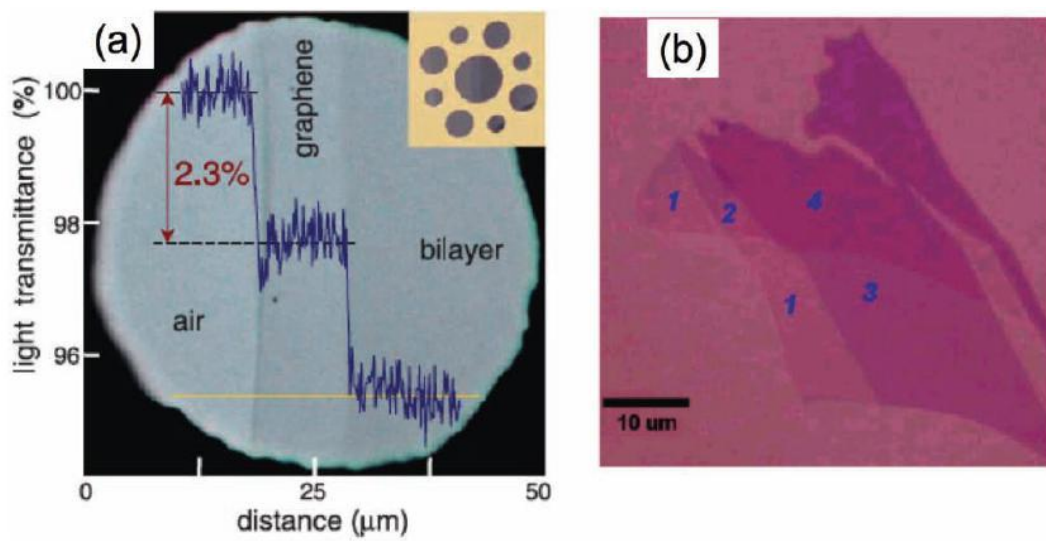 (a)
light transmittance (%)
100
98
96
2.3%
air
graphene
bilayer
0
25
50
distance (μm)
(b)
1
2
4
1
3
10 um